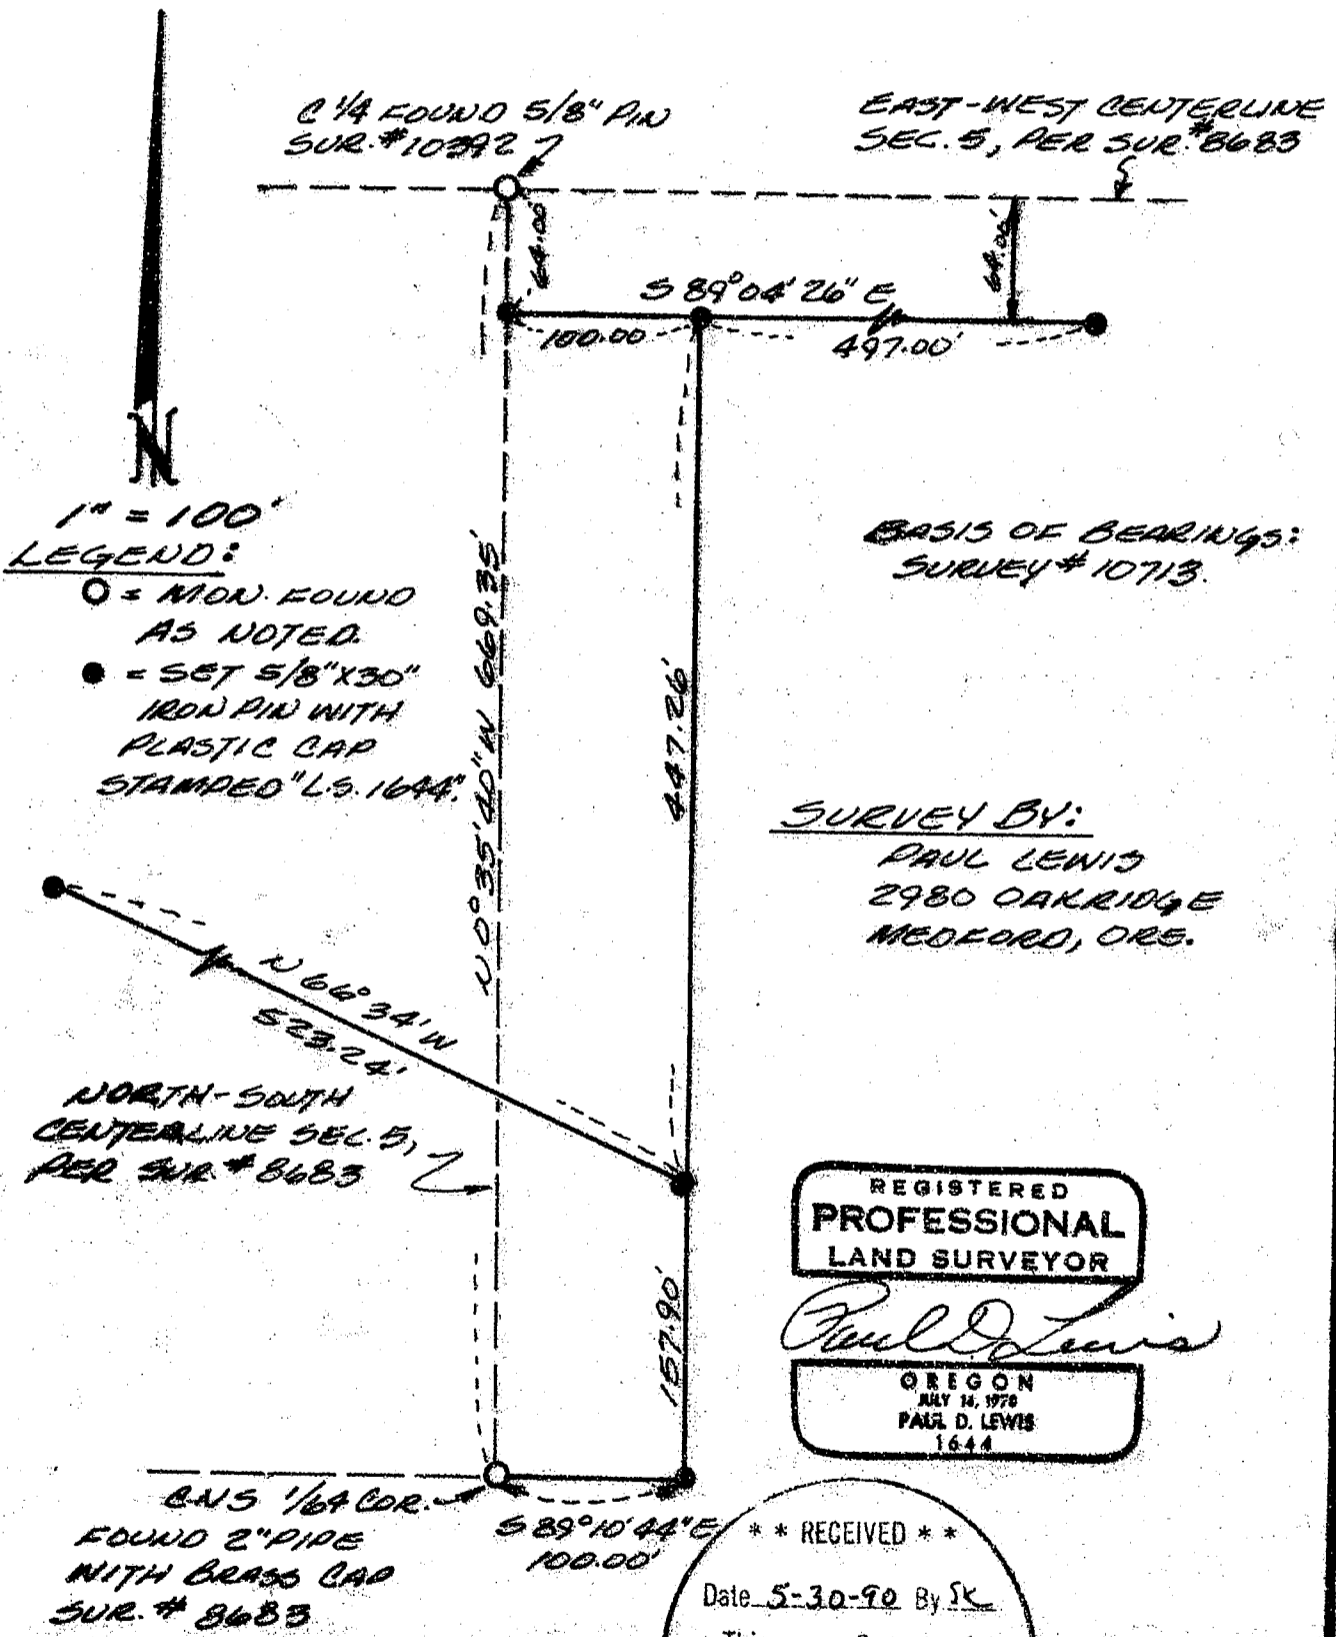 C 1/4 FOUND 5/8" PIN
SUR. #10392
EAST-WEST CENTERLINE
SEC. 5, PER SUR. #8683
64.00'
64.00'
S 89° 04' 26" E
100.00
497.00'
N
1" = 100'
LEGEND:
O = MON. FOUND
AS NOTED.
● = SET 5/8"X30"
IRON PIN WITH
PLASTIC CAP
STAMPED "L.S. 1644".
N 0° 35' 40" W 669.35'
447.26'
BASIS OF BEARINGS:
SURVEY # 10713.
SURVEY BY:
PAUL LEWIS
2980 OAKRIDGE
MEDFORD, ORE.
N 66° 34' W
523.24'
NORTH-SOUTH
CENTERLINE SEC. 5,
PER SUR. # 8683
157.90'
REGISTERED
PROFESSIONAL
LAND SURVEYOR
Paul D. Lewis
OREGON
JULY 14, 1978
PAUL D. LEWIS
1644
C-N-S 1/64 COR.
FOUND 2" PIPE
WITH BRASS CAP
SUR. # 8683
S 89° 10' 44" E
100.00'
* * RECEIVED * *
Date 5-30-90 By SK